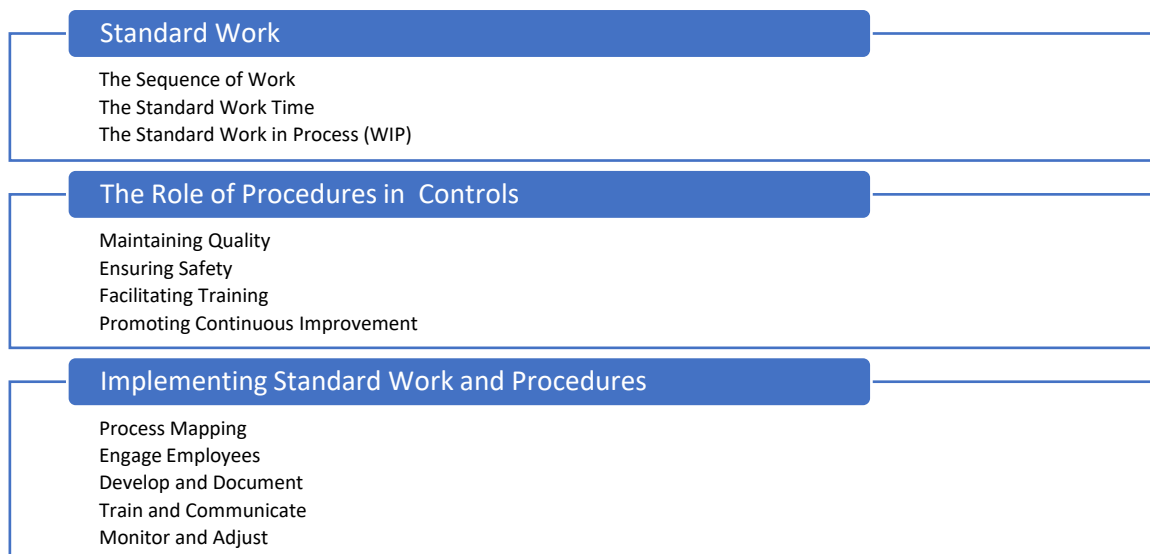 Standard Work
The Sequence of Work
The Standard Work Time
The Standard Work in Process (WIP)
The Role of Procedures in  Controls
Maintaining Quality
Ensuring Safety
Facilitating Training
Promoting Continuous Improvement
Implementing Standard Work and Procedures
Process Mapping
Engage Employees
Develop and Document
Train and Communicate
Monitor and Adjust